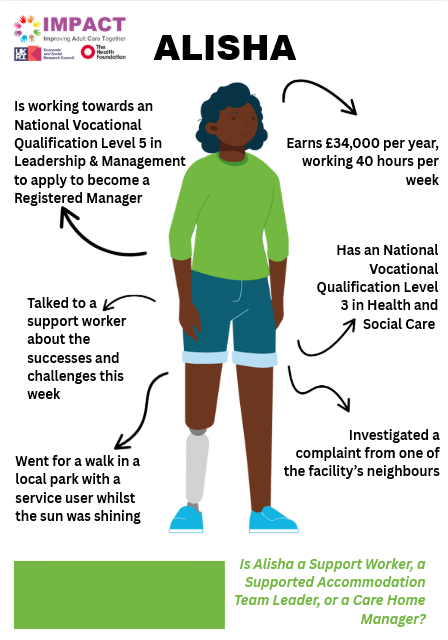 IMPACT
Improving Adult Care Together
UKRI
Economic and Social Research Council
The Health Foundation
ALISHA
Is working towards an
National Vocational
Qualification Level 5 in
Leadership & Management
to apply to become a
Registered Manager
Earns £34,000 per year,
working 40 hours per
week
Has an National
Vocational
Qualification Level
3 in Health and
Social Care
Talked to a
support worker
about the
successes and
challenges this
week
Investigated a
complaint from one of
the facility's neighbours
Went for a walk in a
local park with a
service user whilst
the sun was shining
Is Alisha a Support Worker, a
Supported Accommodation
Team Leader, or a Care Home
Manager?